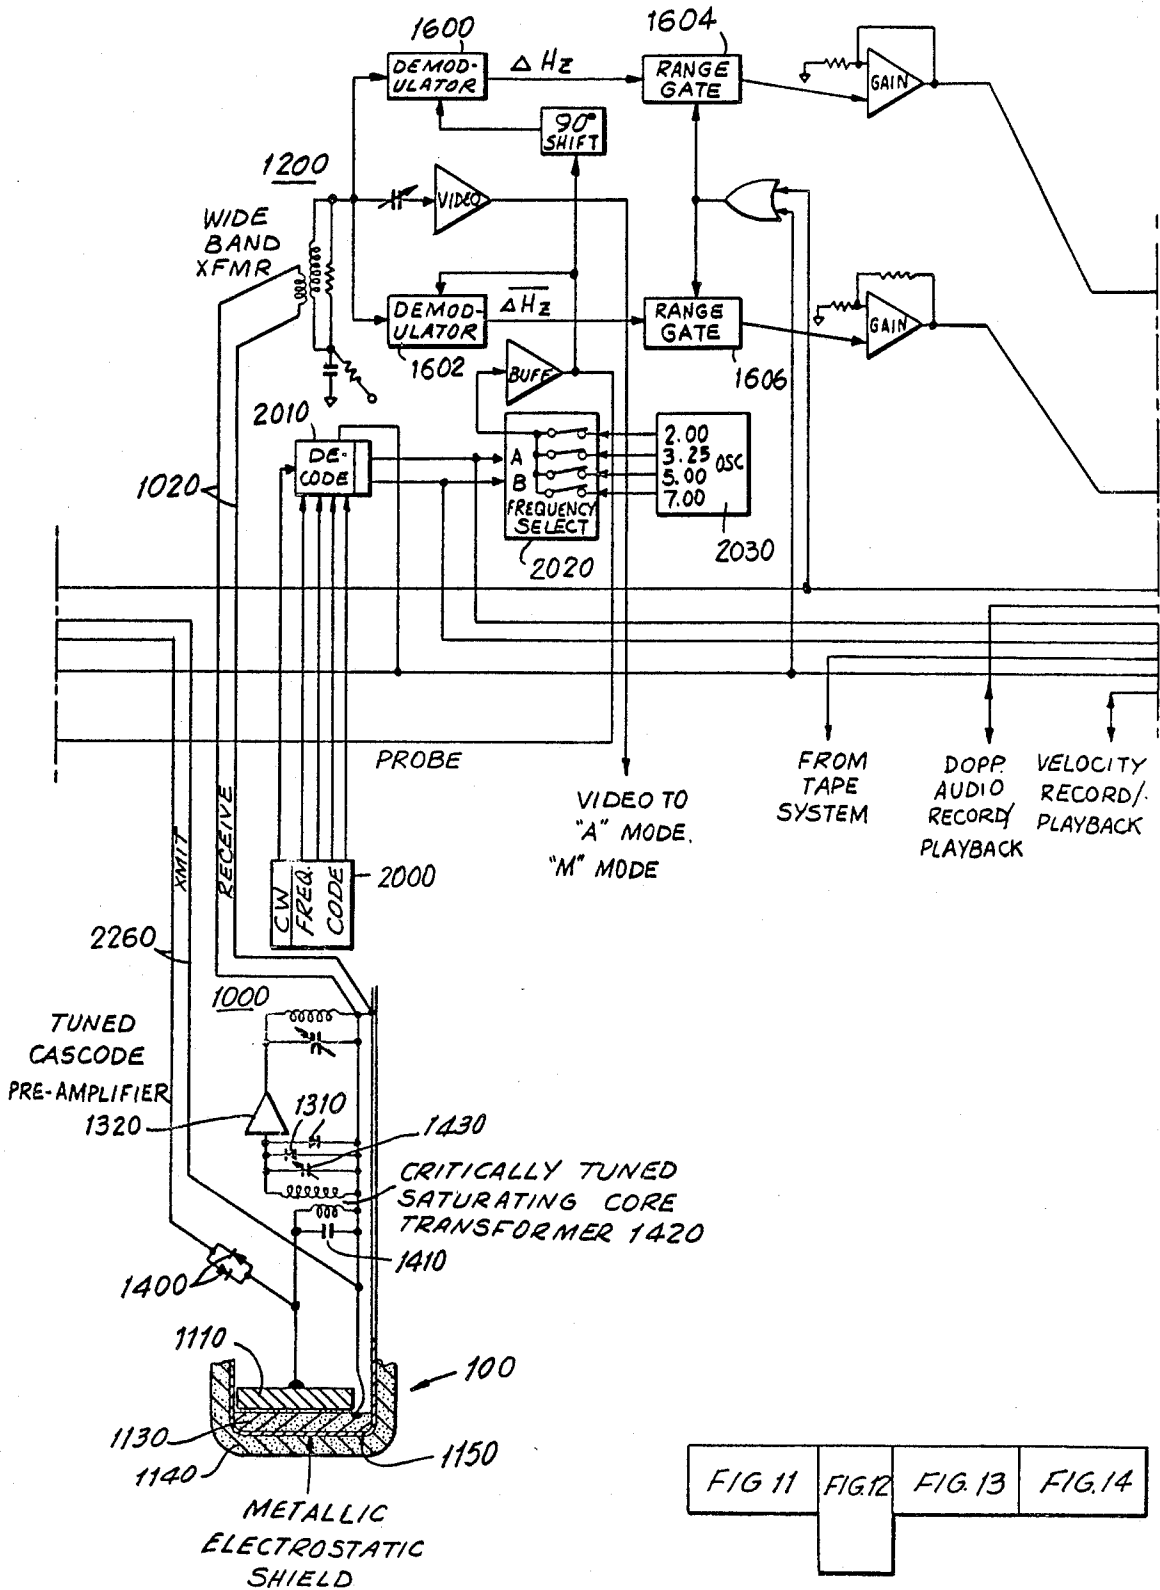 1600
1604
DEMOD-
ULATOR
Δ Hz
RANGE
GATE
GAIN
90°
SHIFT
1200
VIDEO
WIDE
BAND
XFMR
DEMOD-
ULATOR
Δ Hz
RANGE
GATE
GAIN
1602
1606
BUFF
2010
DE-
CODE
A
B
FREQUENCY
SELECT
2.00
3.25
5.00
7.00
OSC
1020
2020
2030
PROBE
FROM
TAPE
SYSTEM
DOPP.
AUDIO
RECORD/
PLAYBACK
VELOCITY
RECORD/
PLAYBACK
VIDEO TO
"A" MODE.
"M" MODE
XMIT
RECEIVE
CW
FREQ.
CODE
2000
2260
1000
TUNED
CASCODE
PRE-AMPLIFIER
1320
1310
1430
CRITICALLY TUNED
SATURATING CORE
TRANSFORMER 1420
1410
1400
1110
100
1130
1140
1150
METALLIC
ELECTROSTATIC
SHIELD
FIG 11
FIG.12
FIG.13
FIG.14